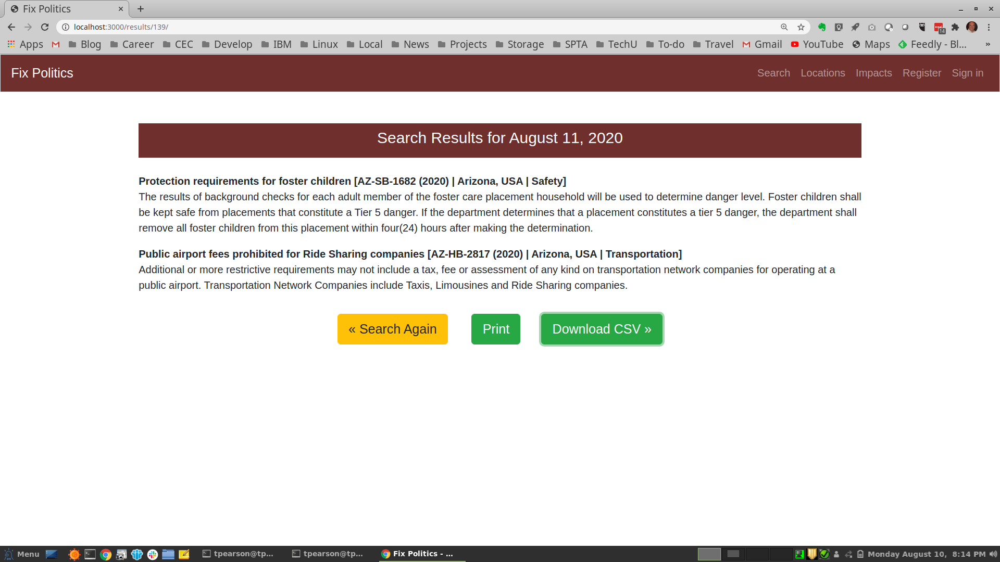 Fix Politics
localhost:3000/results/139/
14
Apps Blog Career CEC Develop IBM Linux Local News Projects Storage SPTA TechU To-do Travel Gmail YouTube Maps Feedly - Bl... »
Fix Politics Search Locations Impacts Register Sign in
Search Results for August 11, 2020
Protection requirements for foster children [AZ-SB-1682 (2020) | Arizona, USA | Safety]
The results of background checks for each adult member of the foster care placement household will be used to determine danger level. Foster children shall
be kept safe from placements that constitute a Tier 5 danger. If the department determines that a placement constitutes a tier 5 danger, the department shall
remove all foster children from this placement within four(24) hours after making the determination.
Public airport fees prohibited for Ride Sharing companies [AZ-HB-2817 (2020) | Arizona, USA | Transportation]
Additional or more restrictive requirements may not include a tax, fee or assessment of any kind on transportation network companies for operating at a
public airport. Transportation Network Companies include Taxis, Limousines and Ride Sharing companies.
« Search Again Print Download CSV »
Menu tpearson@tp... tpearson@tp... Fix Politics - ... Monday August 10, 8:14 PM